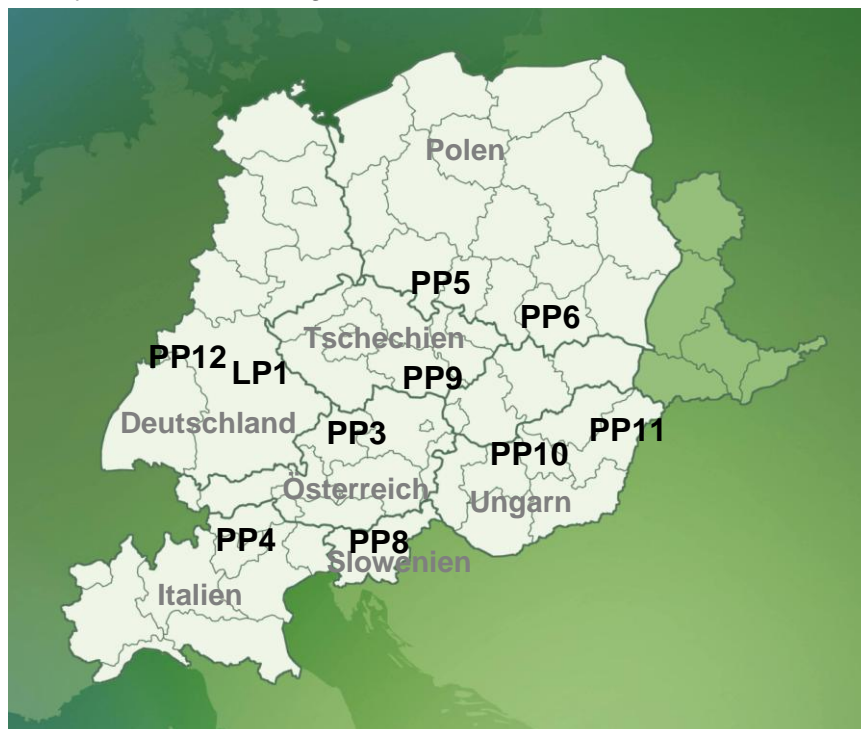 Polen
PP5
PP6
Tschechien
PP12
LP1
PP9
Deutschland
PP3
PP11
PP10
Österreich
Ungarn
PP4
PP8
Slowenien
Italien